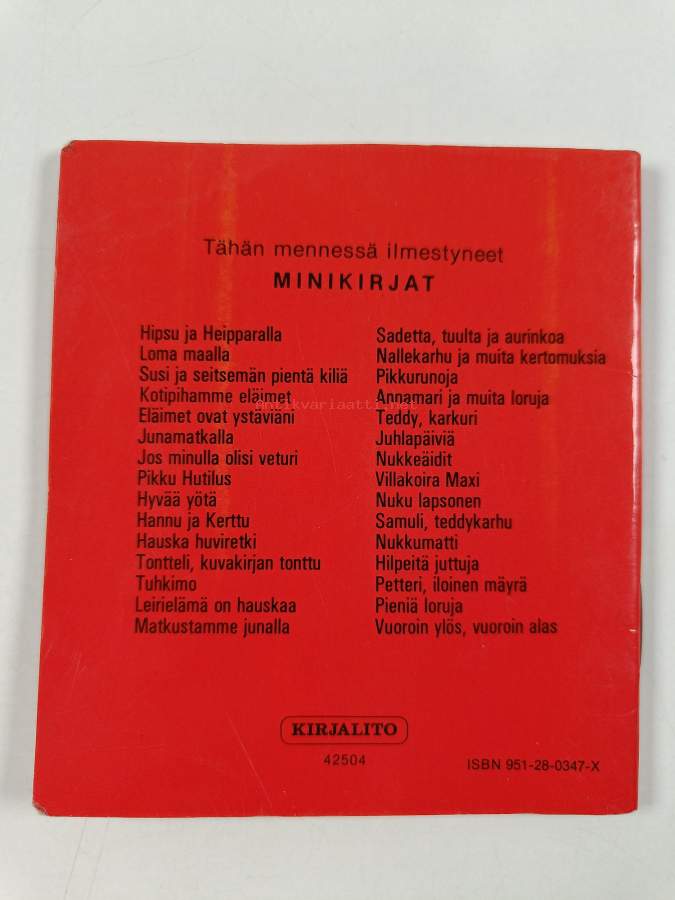 Tähän mennessä ilmestyneet
MINIKIRJAT
Hipsu ja Heipparalla
Loma maalla
Susi ja seitsemän pientä kiliä
Kotipihamme eläimet
Eläimet ovat ystäviäni
Junamatkalla
Jos minulla olisi veturi
Pikku Hutilus
Hyvää yötä
Hannu ja Kerttu
Hauska huviretki
Tontteli, kuvakirjan tonttu
Tuhkimo
Leirielämä on hauskaa
Matkustamme junalla
Sadetta, tuulta ja aurinkoa
Nallekarhu ja muita kertomuksia
Pikkurunoja
Annamari ja muita loruja
Teddy, karkuri
Juhlapäiviä
Nukkeäidit
Villakoira Maxi
Nuku lapsonen
Samuli, teddykarhu
Nukkumatti
Hilpeitä juttuja
Petteri, iloinen mäyrä
Pieniä loruja
Vuoroin ylös, vuoroin alas
Antikvariaatti.net
KIRJALITO
42504
ISBN 951-28-0347-X